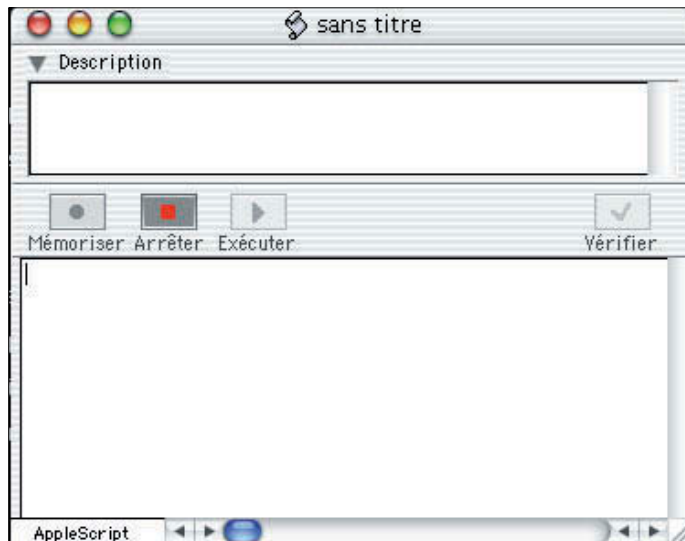 sans titre
Description
Mémoriser Arrêter Exécuter Vérifier
AppleScript